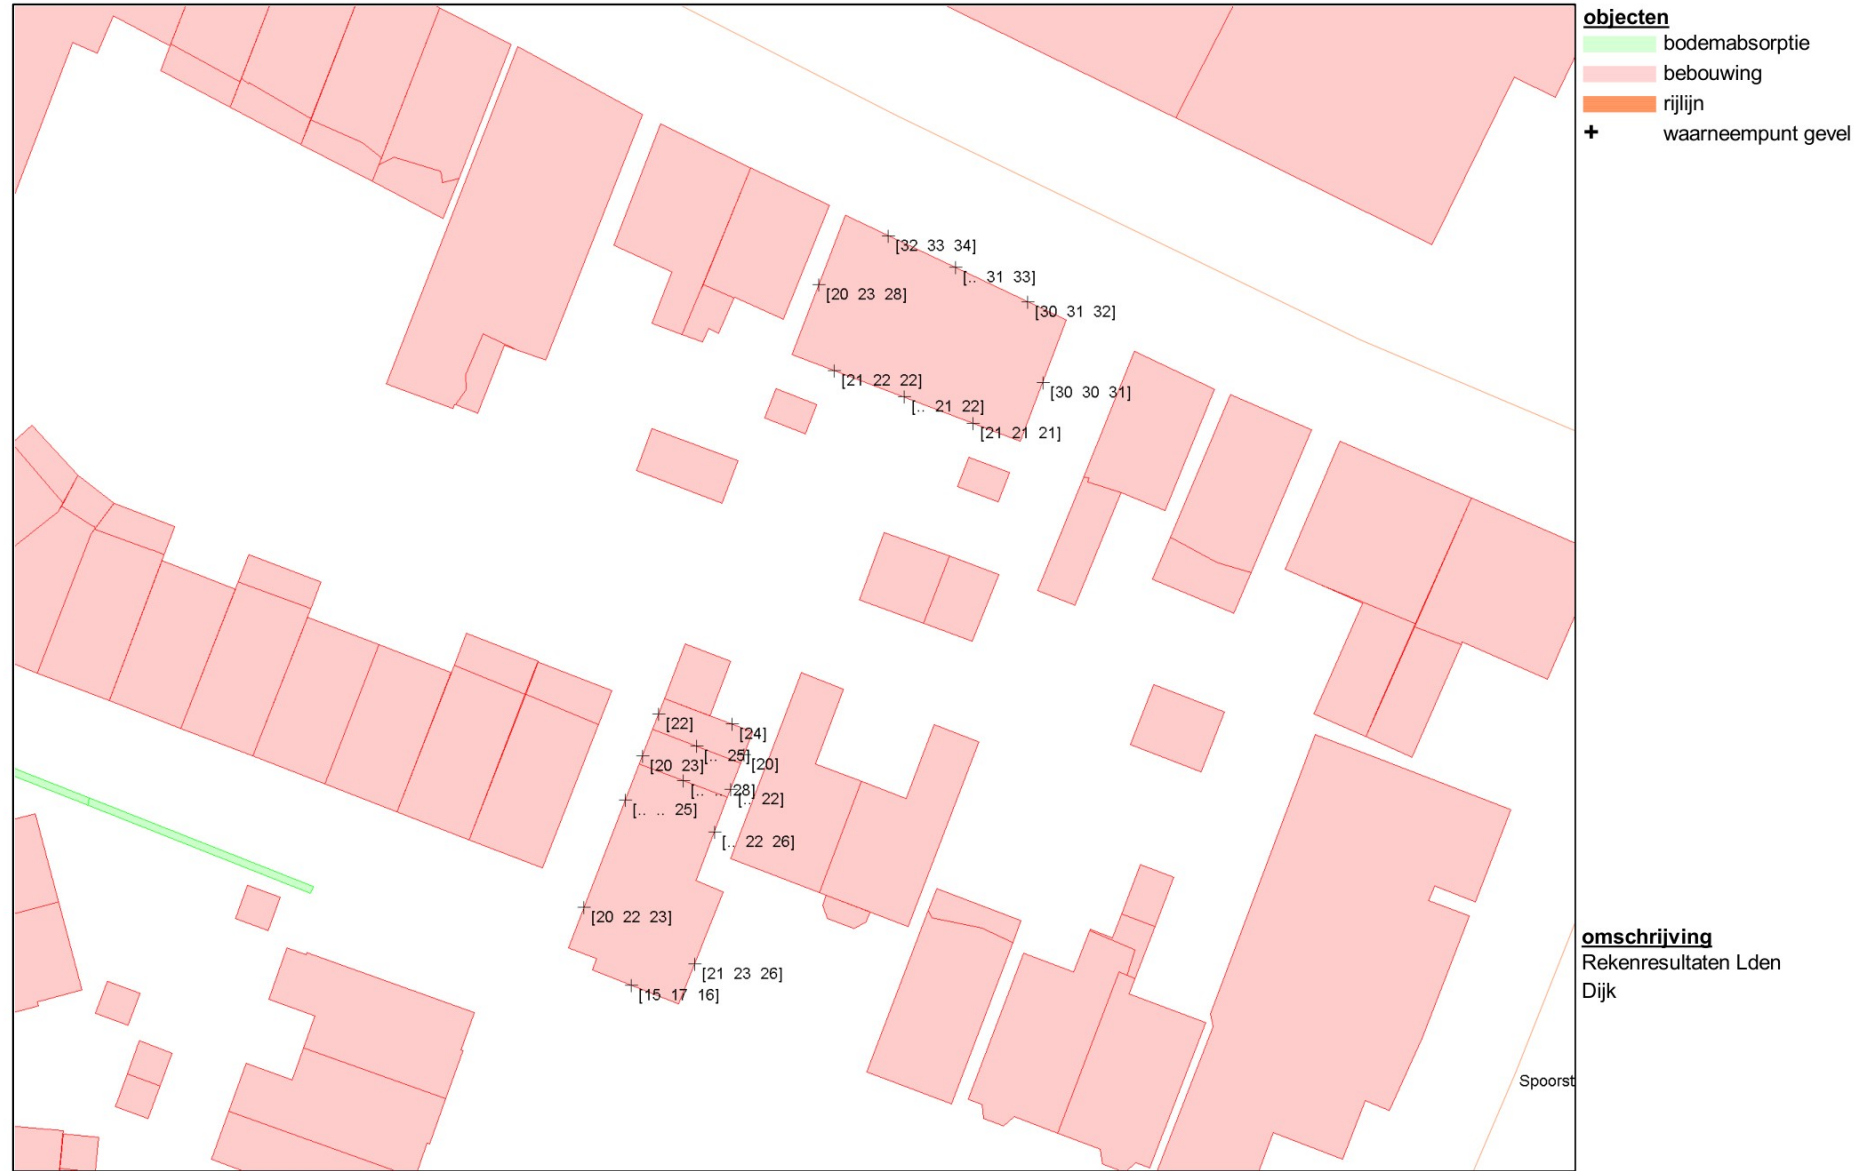 objecten
bodemabsorptie
bebouwing
rijlijn
waarneempunt gevel
[32 33 34]
[.. 31 33]
[20 23 28]
[30 31 32]
[21 22 22]
[30 30 31]
[.. 21 22]
[21 21 21]
[22]
[24]
[.. 25]
[20 23]
[20]
[.. .. 28]
[.. 22]
[.. .. 25]
[.. 22 26]
[20 22 23]
[21 23 26]
[15 17 16]
omschrijving
Rekenresultaten Lden
Dijk
Spoorst